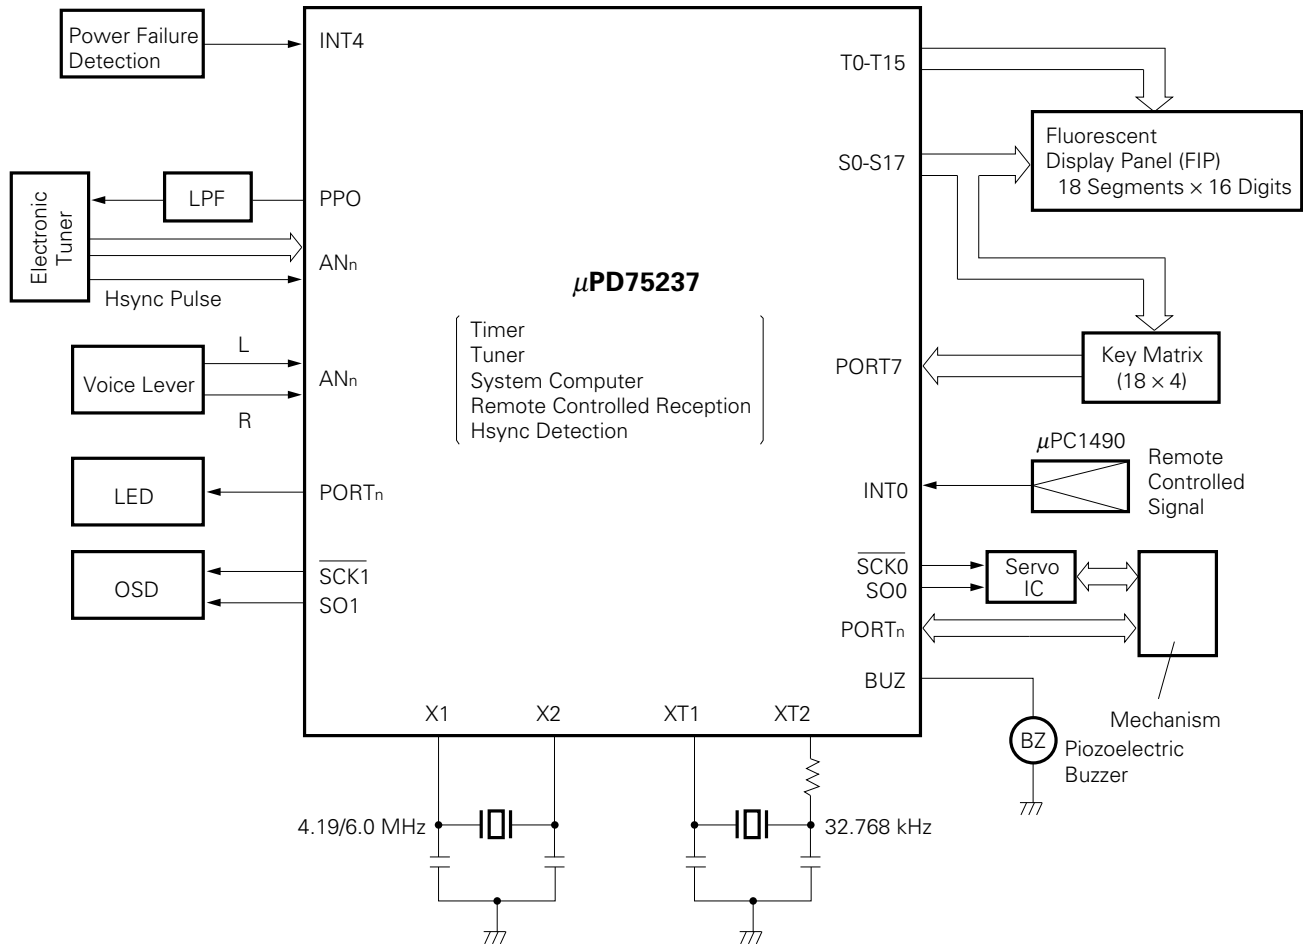 Power Failure
Detection
INT4
T0-T15
Fluorescent
Display Panel (FIP)
18 Segments × 16 Digits
S0-S17
Electronic
Tuner
LPF
PPO
ANn
Hsync Pulse
μPD75237
Timer
Tuner
System Computer
Remote Controlled Reception
Hsync Detection
Voice Lever
L
R
ANn
PORT7
Key Matrix
(18 × 4)
μPC1490
Remote
Controlled
Signal
INT0
LED
PORTn
OSD
SCK1
SO1
SCK0
SO0
Servo
IC
PORTn
BUZ
Mechanism
BZ
Piozoelectric
Buzzer
X1
X2
XT1
XT2
4.19/6.0 MHz
32.768 kHz